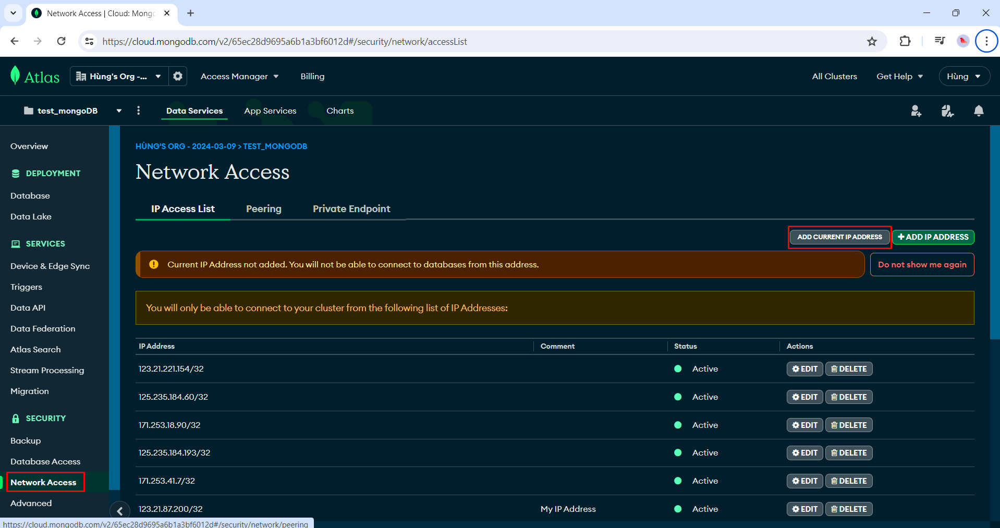 Network Access | Cloud: Mong
https://cloud.mongodb.com/v2/65ec28d9695a6b1a3bf6012d#/security/network/accessList
Atlas
Hùng's Org -...
Access Manager
Billing
All Clusters
Get Help
Hùng
test_mongoDB
Data Services
App Services
Charts
Overview
DEPLOYMENT
Database
Data Lake
SERVICES
Device & Edge Sync
Triggers
Data API
Data Federation
Atlas Search
Stream Processing
Migration
SECURITY
Backup
Database Access
Network Access
Advanced
HÙNG'S ORG - 2024-03-09 > TEST_MONGODB
Network Access
IP Access List
Peering
Private Endpoint
ADD CURRENT IP ADDRESS
ADD IP ADDRESS
Current IP Address not added. You will not be able to connect to databases from this address.
Do not show me again
You will only be able to connect to your cluster from the following list of IP Addresses:
IP Address Comment Status Actions
123.21.221.154/32 Active EDIT DELETE
125.235.184.60/32 Active EDIT DELETE
171.253.18.90/32 Active EDIT DELETE
125.235.184.193/32 Active EDIT DELETE
171.253.41.7/32 Active EDIT DELETE
123.21.87.200/32 My IP Address Active EDIT DELETE
https://cloud.mongodb.com/v2/65ec28d9695a6b1a3bf6012d#/security/network/peering